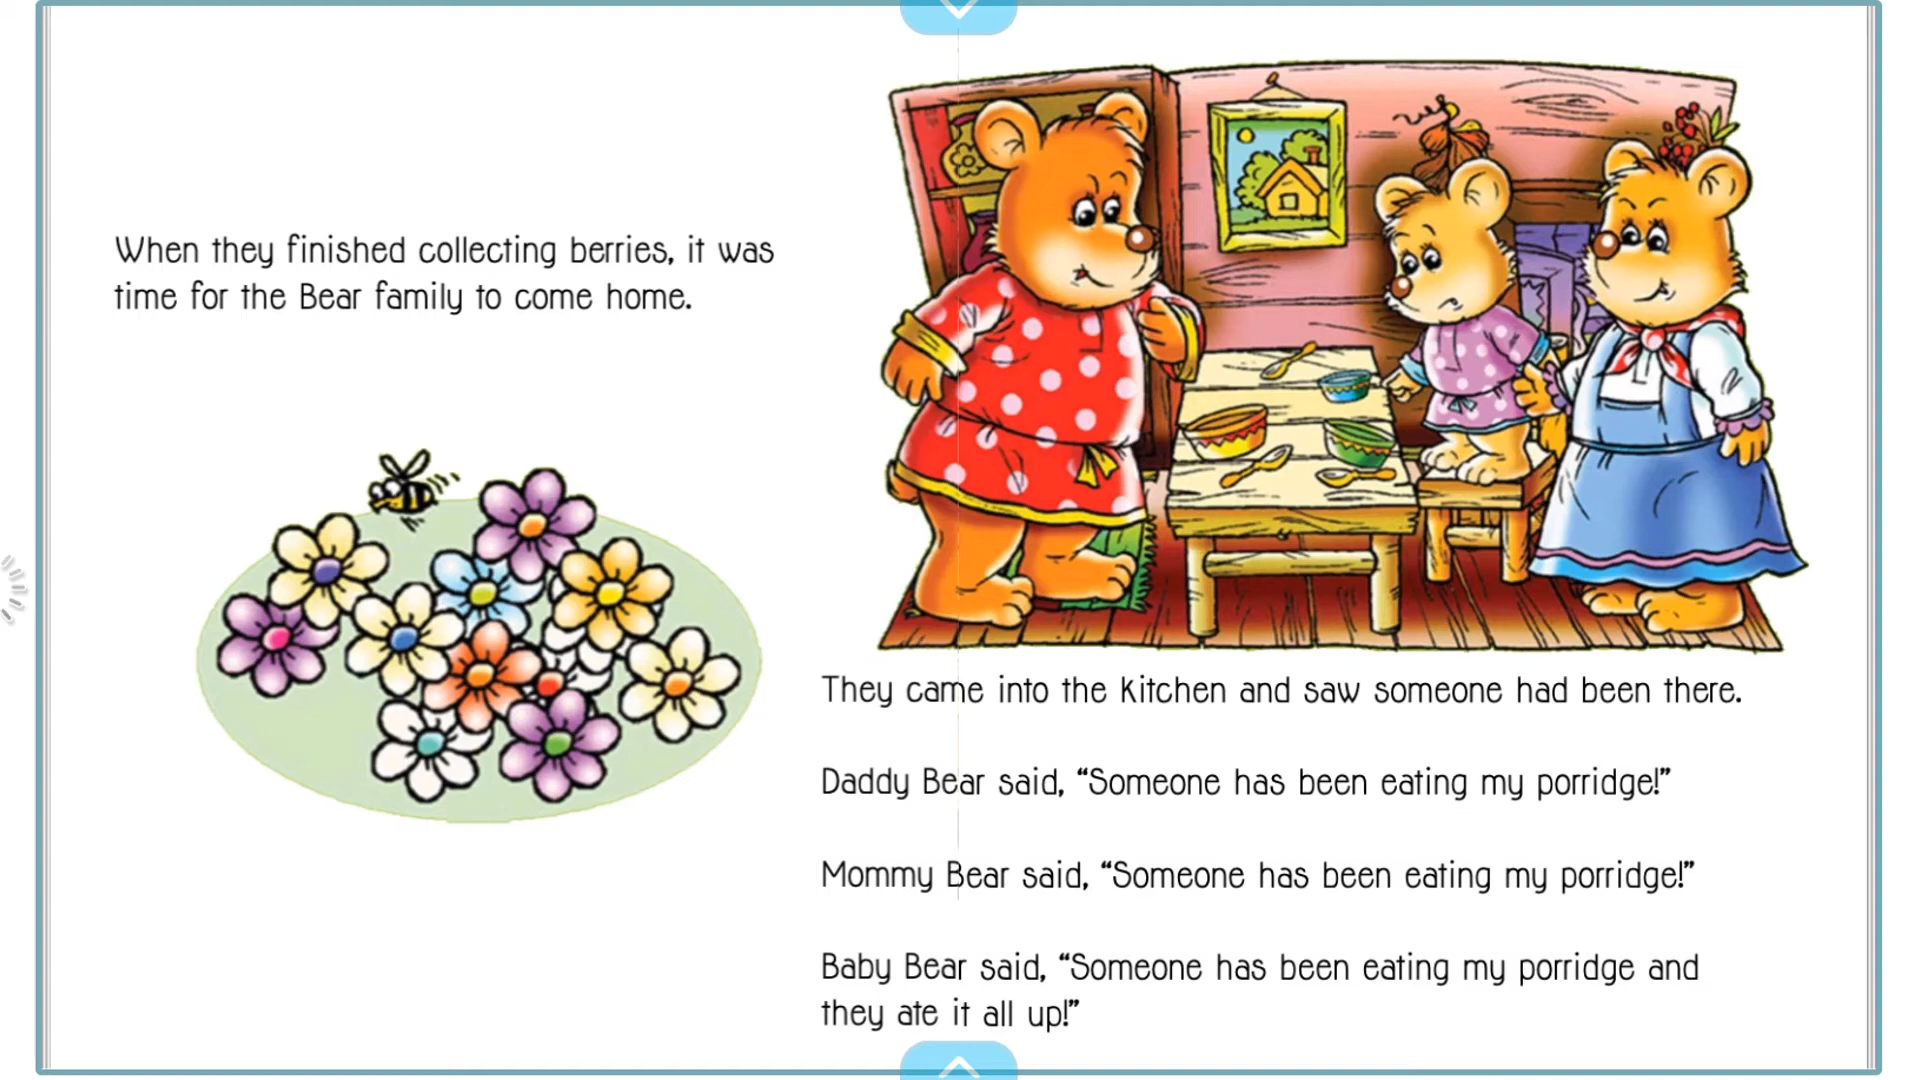 When they finished collecting berries, it was
time for the Bear family to come home.
They came into the kitchen and saw someone had been there.
Daddy Bear said, “Someone has been eating my porridge!”
Mommy Bear said, “Someone has been eating my porridge!”
Baby Bear said, “Someone has been eating my porridge and
they ate it all up!”